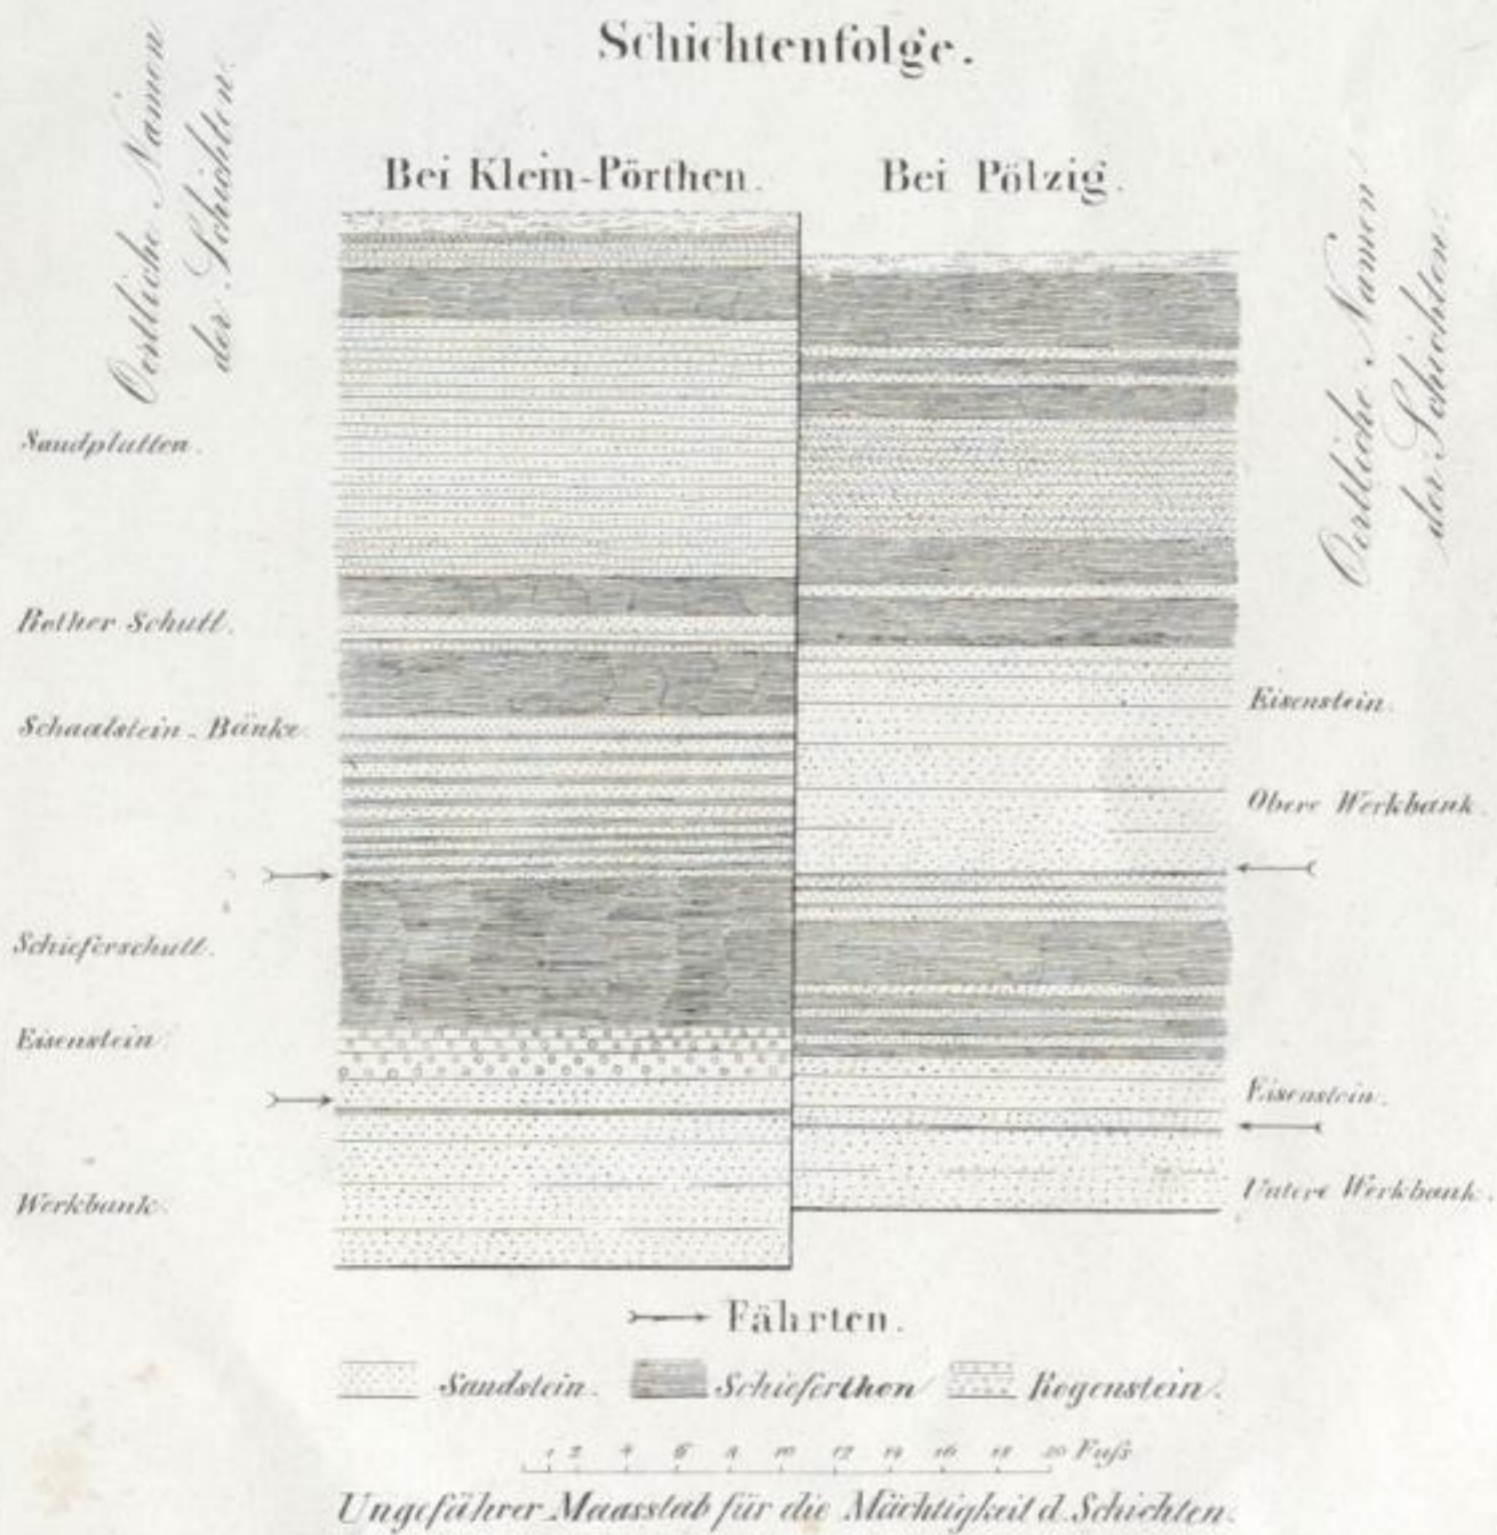 Schichtenfolge.
Oertliche Namen
der Schichten.
Bei Klein-Pörthen.
Bei Pölzig.
Oertliche Namen
der Schichten.
Sandplatten.
Rother Schutt.
Schaalstein-Bänke.
Schieferschutt.
Eisenstein.
Werkbank.
Eisenstein.
Obere Werkbank.
Eisenstein.
Untere Werkbank.
Fährten.
Sandstein. Schieferthon Rogenstein.
1 2 4 6 8 10 12 14 16 18 20 Fuſs
Ungefährer Maasstab für die Mächtigkeit d. Schichten.